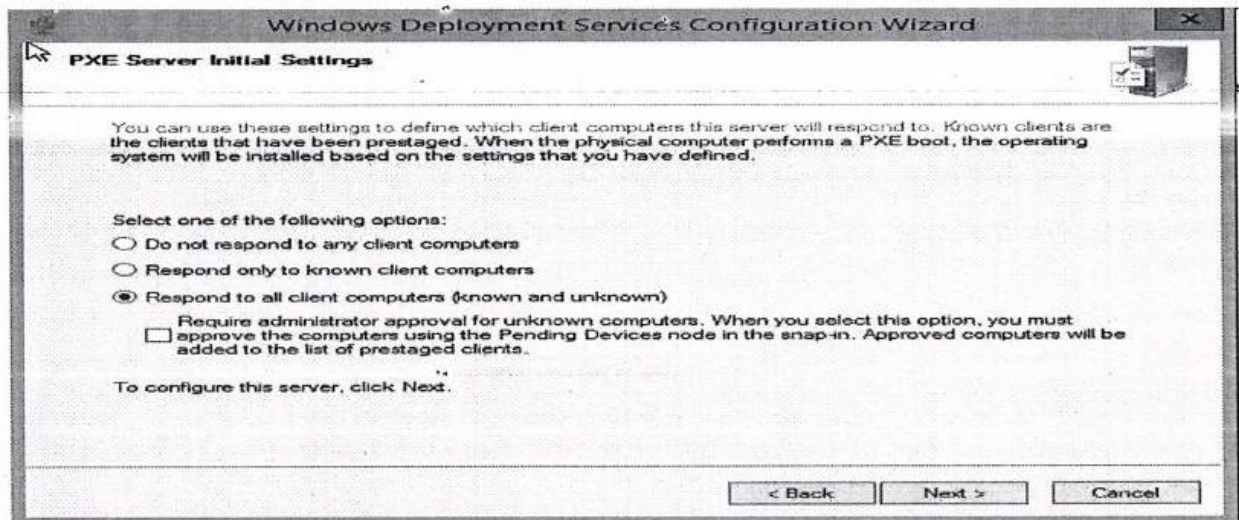 Windows Deployment Services Configuration Wizard
PXE Server Initial Settings
You can use these settings to define which client computers this server will respond to. Known clients are
the clients that have been prestaged. When the physical computer performs a PXE boot, the operating
system will be installed based on the settings that you have defined.
Select one of the following options:
Do not respond to any client computers
Respond only to known client computers
Respond to all client computers (known and unknown)
Require administrator approval for unknown computers. When you select this option, you must
approve the computers using the Pending Devices node in the snap-in. Approved computers will be
added to the list of prestaged clients.
To configure this server, click Next.
< Back
Next >
Cancel